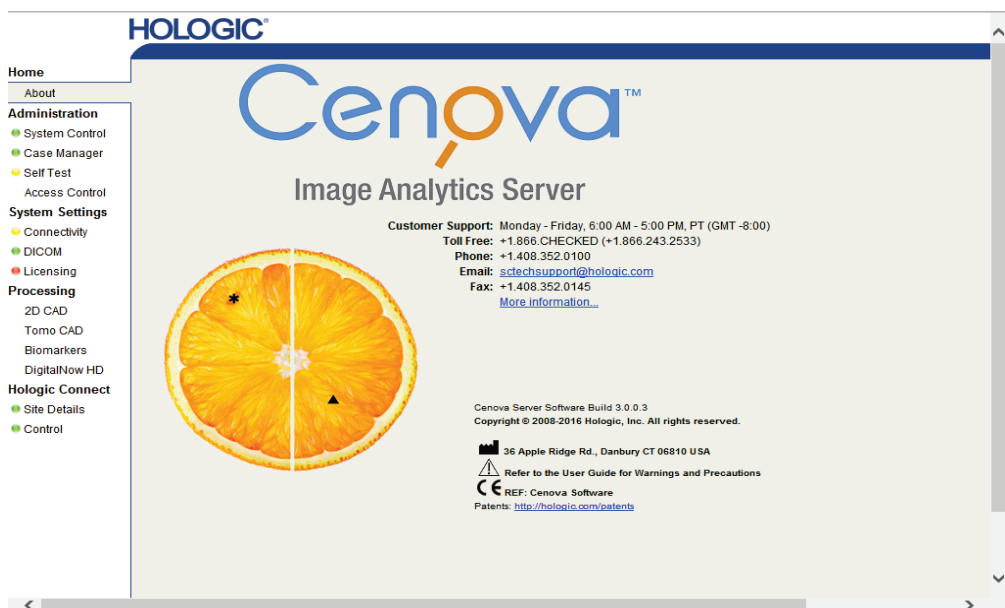 HOLOGIC®
Home
About
Administration
System Control
Case Manager
Self Test
Access Control
System Settings
Connectivity
DICOM
Licensing
Processing
2D CAD
Tomo CAD
Biomarkers
DigitalNow HD
Hologic Connect
Site Details
Control
Cenova™
Image Analytics Server
Customer Support: Monday - Friday, 6:00 AM - 5:00 PM, PT (GMT -8:00)
Toll Free: +1.866.CHECKED (+1.866.243.2533)
Phone: +1.408.352.0100
Email: sctechsupport@hologic.com
Fax: +1.408.352.0145
More information...
Cenova Server Software Build 3.0.0.3
Copyright © 2008-2016 Hologic, Inc. All rights reserved.
36 Apple Ridge Rd., Danbury CT 06810 USA
Refer to the User Guide for Warnings and Precautions
CE REF: Cenova Software
Patents: http://hologic.com/patents